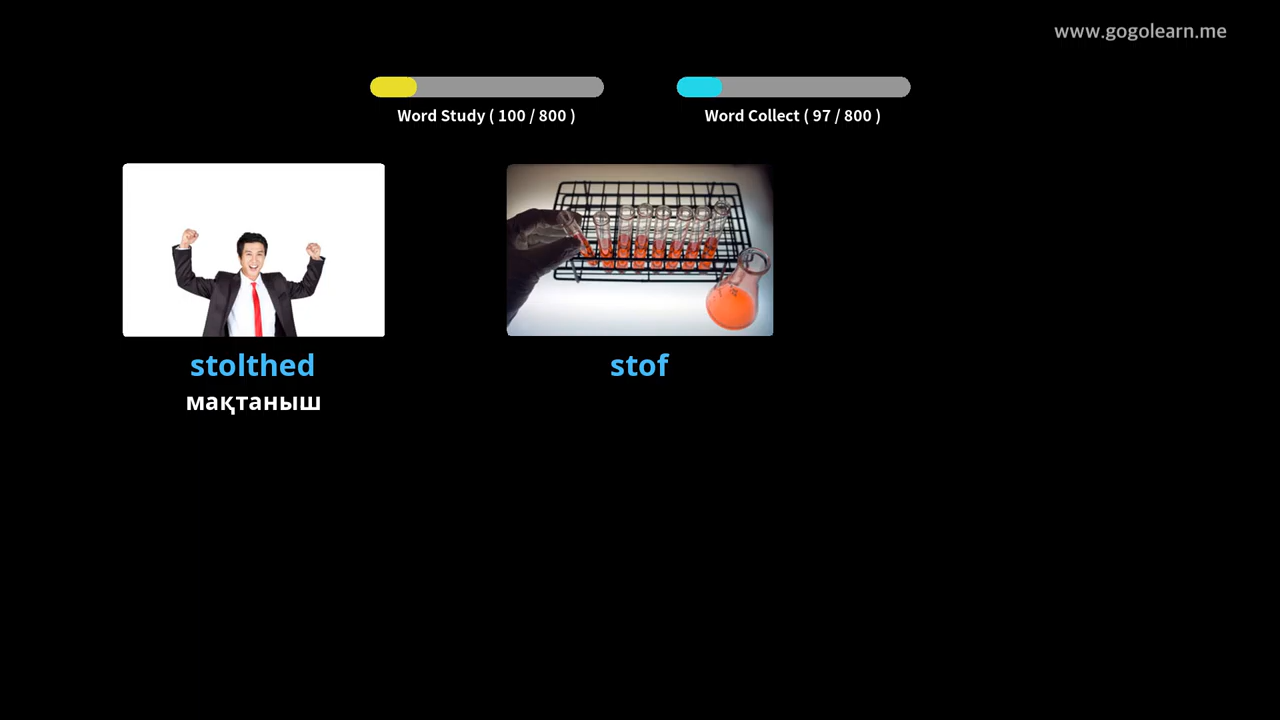 www.gogolearn.me
Word Study ( 100 / 800 )
Word Collect ( 97 / 800 )
stolthed
мақтаныш
stof